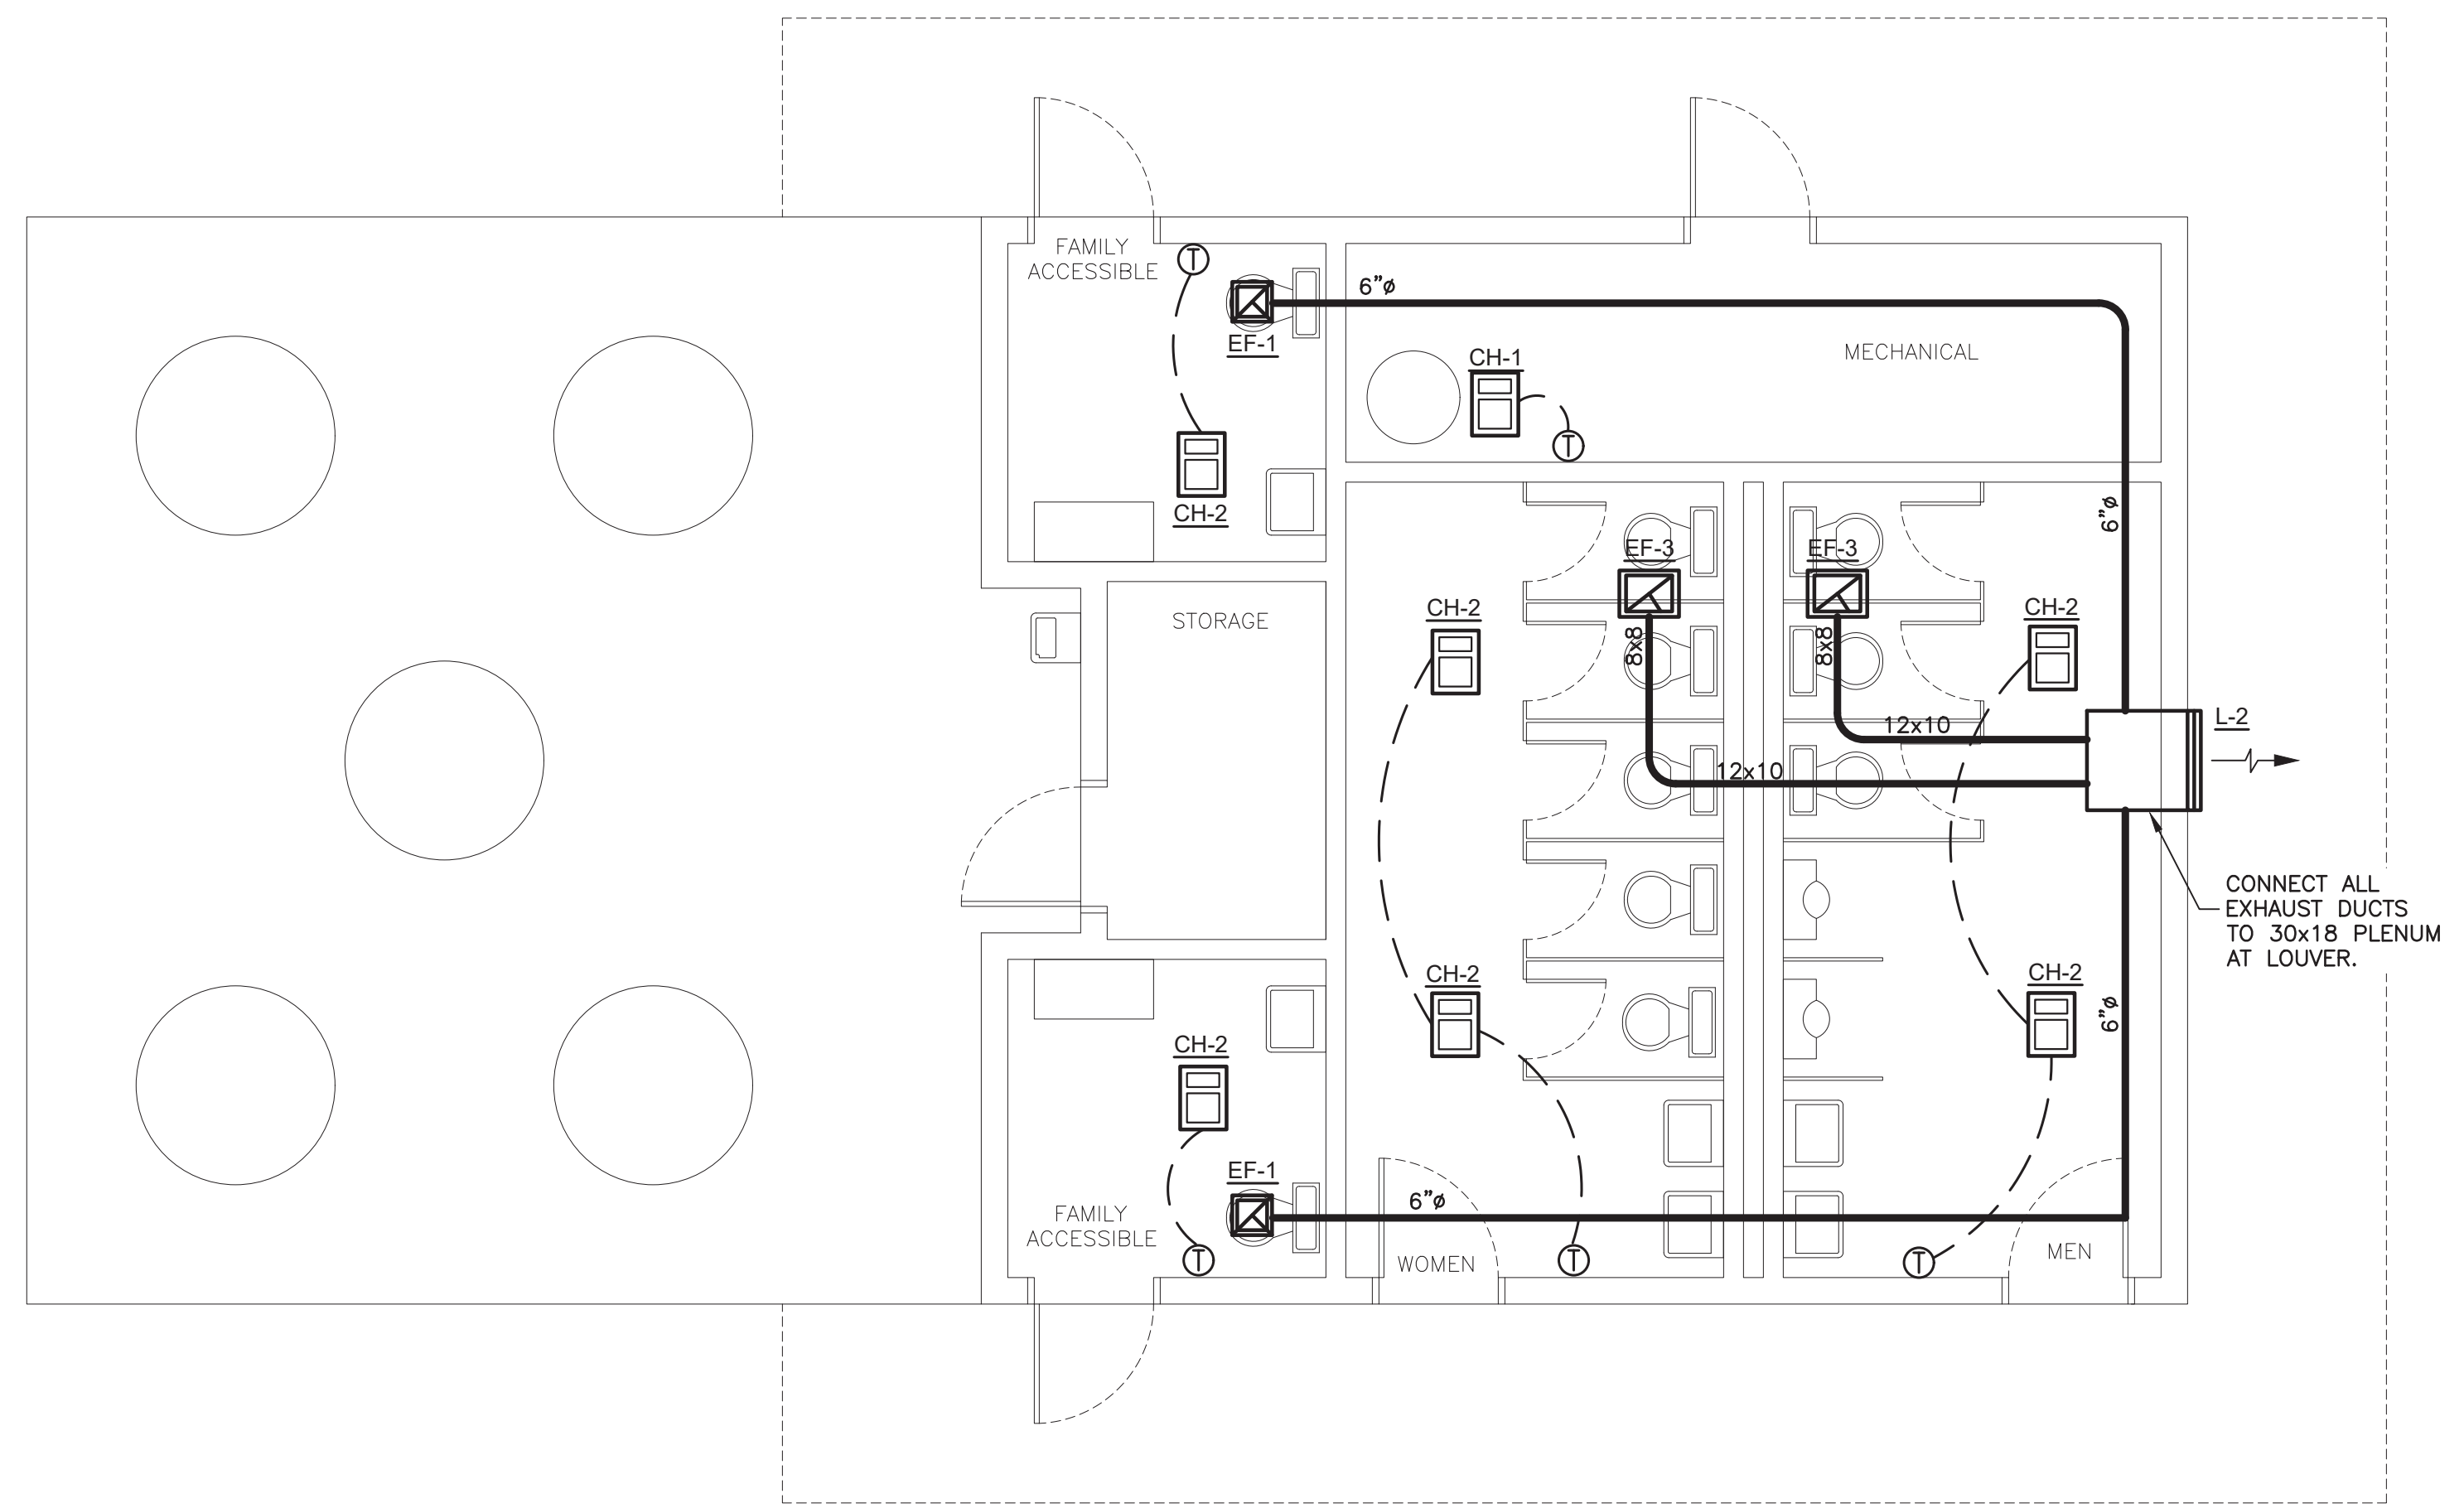 FAMILY
ACCESSIBLE
T
6"ø
EF-1
CH-1
MECHANICAL
T
CH-2
6"ø
EF-3
EF-3
CH-2
CH-2
STORAGE
8x8
8x8
L-2
12x10
12x10
CONNECT ALL
EXHAUST DUCTS
TO 30x18 PLENUM
AT LOUVER.
CH-2
CH-2
6"ø
CH-2
EF-1
6"ø
FAMILY
ACCESSIBLE
T
WOMEN
T
T
MEN